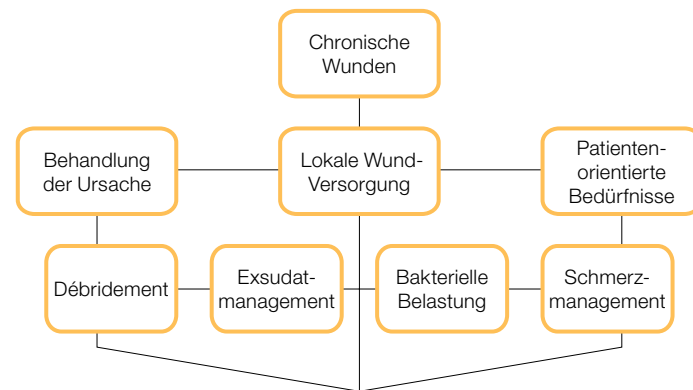 Chronische
Wunden
Behandlung
der Ursache
Lokale Wund-
Versorgung
Patienten-
orientierte
Bedürfnisse
Débridement
Exsudat-
management
Bakterielle
Belastung
Schmerz-
management